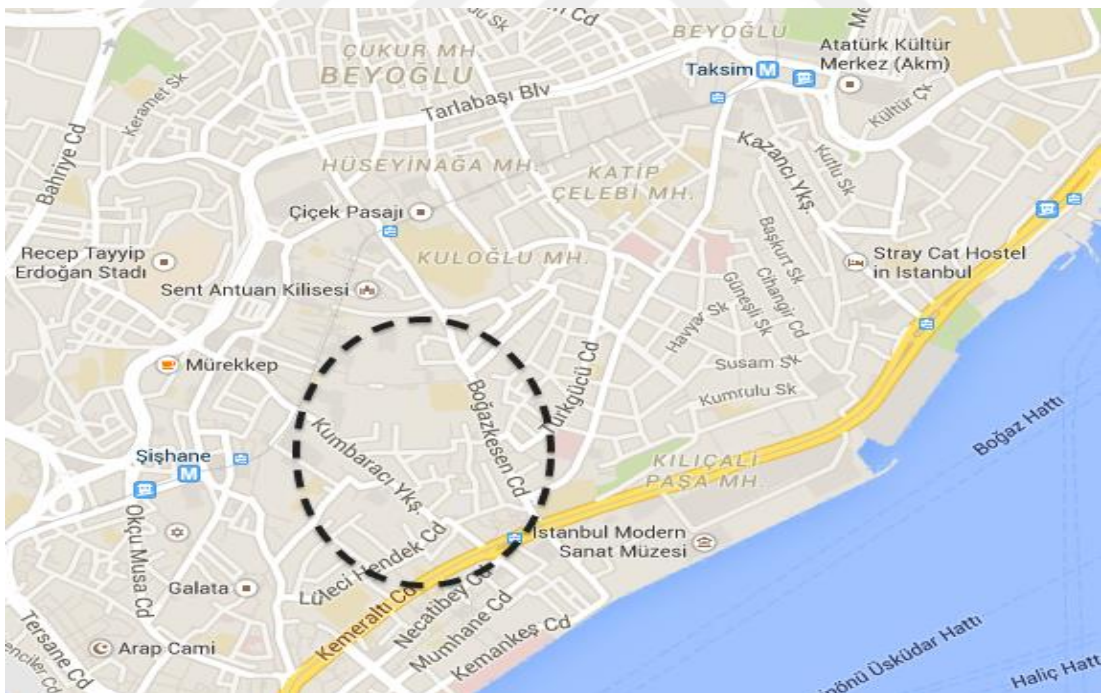 BEYOĞLU
Atatürk Kültür
Merkez (Akm)
Taksim
ÇUKUR MH.
BEYOĞLU
Keramet Sk
Tarlabaşı Blv
Kültür Çk
Bahriye Cd
HÜSEYİNAĞA MH.
KATİP
ÇELEBİ MH.
Kazancı Ykş.
Kutlu Sk
Çiçek Pasajı
Recep Tayyip
Erdoğan Stadı
KULOĞLU MH.
Başkurt Sk
Stray Cat Hostel
in Istanbul
Sent Antuan Kilisesi
Cihangir Cd
Güneşli Sk
Havyar Sk
Mürekkep
Susam Sk
Boğazkesen Cd
Türkgücü Cd
Kumrulu Sk
Kumbaracı Ykş.
Boğaz Hattı
Şişhane
KILIÇALİ
PAŞA MH.
Okçu Musa Cd
Istanbul Modern
Sanat Müzesi
Galata
Lüleci Hendek Cd
Kemeraltı Cd
Necatibey Cd
Mumhane Cd
Kemankeş Cd
Arap Cami
Tersane Cd
Üsküdar Hattı
Haliç Hatt